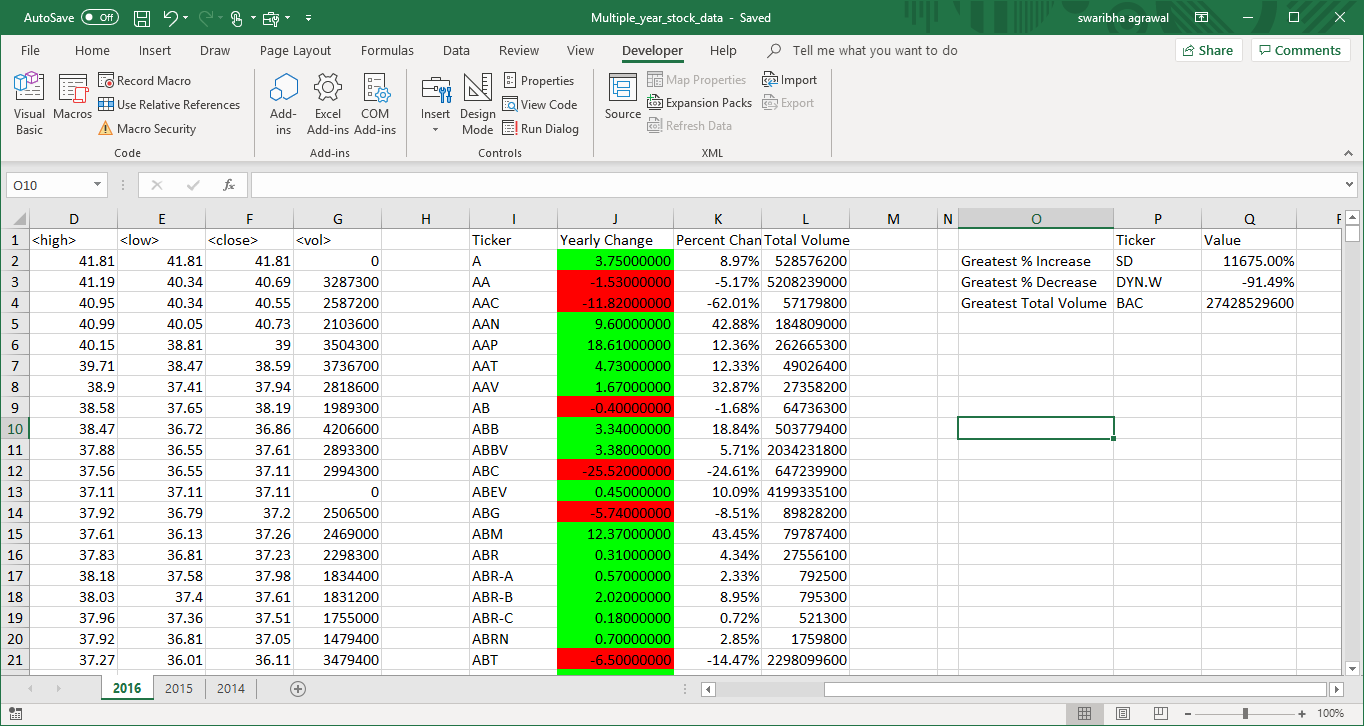 AutoSave Off Multiple_year_stock_data - Saved swaribha agrawal
File Home Insert Draw Page Layout Formulas Data Review View Developer Help Tell me what you want to do Share Comments
Visual Basic
Macros
Record Macro
Use Relative References
Macro Security
Code
Add-ins
Excel Add-ins
COM Add-ins
Add-ins
Insert
Design Mode
Properties
View Code
Run Dialog
Controls
Source
Map Properties
Expansion Packs
Refresh Data
Import
Export
XML
O10 fx
D E F G H I J K L M N O P Q
1 <high> <low> <close> <vol> Ticker Yearly Change Percent Chan Total Volume Ticker Value
2 41.81 41.81 41.81 0 A 3.75000000 8.97% 528576200 Greatest % Increase SD 11675.00%
3 41.19 40.34 40.69 3287300 AA -1.53000000 -5.17% 5208239000 Greatest % Decrease DYN.W -91.49%
4 40.95 40.34 40.55 2587200 AAC -11.82000000 -62.01% 57179800 Greatest Total Volume BAC 27428529600
5 40.99 40.05 40.73 2103600 AAN 9.60000000 42.88% 184809000
6 40.15 38.81 39 3504300 AAP 18.61000000 12.36% 262665300
7 39.71 38.47 38.59 3736700 AAT 4.73000000 12.33% 49026400
8 38.9 37.41 37.94 2818600 AAV 1.67000000 32.87% 27358200
9 38.58 37.65 38.19 1989300 AB -0.40000000 -1.68% 64736300
10 38.47 36.72 36.86 4206600 ABB 3.34000000 18.84% 503779400
11 37.88 36.55 37.61 2893300 ABBV 3.38000000 5.71% 2034231800
12 37.56 36.55 37.11 2994300 ABC -25.52000000 -24.61% 647239900
13 37.11 37.11 37.11 0 ABEV 0.45000000 10.09% 4199335100
14 37.92 36.79 37.2 2506500 ABG -5.74000000 -8.51% 89828200
15 37.61 36.13 37.26 2469000 ABM 12.37000000 43.45% 79787400
16 37.83 36.81 37.23 2298300 ABR 0.31000000 4.34% 27556100
17 38.18 37.58 37.98 1834400 ABR-A 0.57000000 2.33% 792500
18 38.03 37.4 37.61 1831200 ABR-B 2.02000000 8.95% 795300
19 37.96 37.36 37.51 1755000 ABR-C 0.18000000 0.72% 521300
20 37.92 36.81 37.05 1479400 ABRN 0.70000000 2.85% 1759800
21 37.27 36.01 36.11 3479400 ABT -6.50000000 -14.47% 2298099600
2016 2015 2014
100%